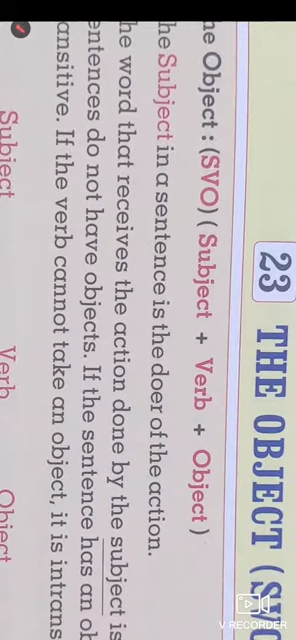 23 THE OBJECT (SVO
he Object : (SVO) ( Subject + Verb + Object )
he Subject in a sentence is the doer of the action.
he word that receives the action done by the subject is
entences do not have objects. If the sentence has an ob
ansitive. If the verb cannot take an object, it is intrans
Subject Verb Object
V RECORDER